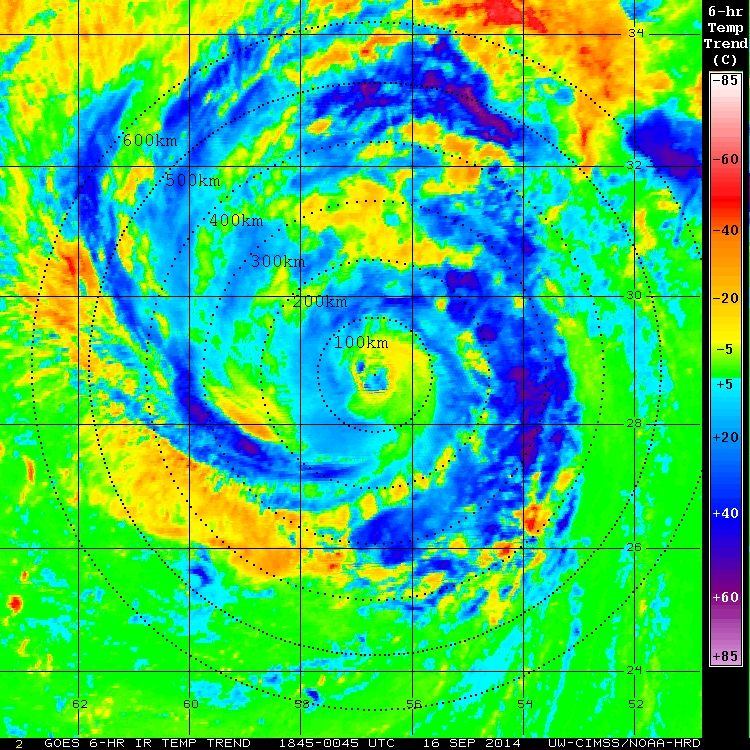 6-hr
Temp
Trend
(C)
34
-85
600km
-60
32
500km
400km
-40
300km
30
-20
200km
100km
-5
+5
28
+20
+40
26
+60
+85
24
62 60 58 56 54 52
2 GOES 6-HR IR TEMP TREND 1845-0045 UTC 16 SEP 2014 UW-CIMSS/NOAA-HRD